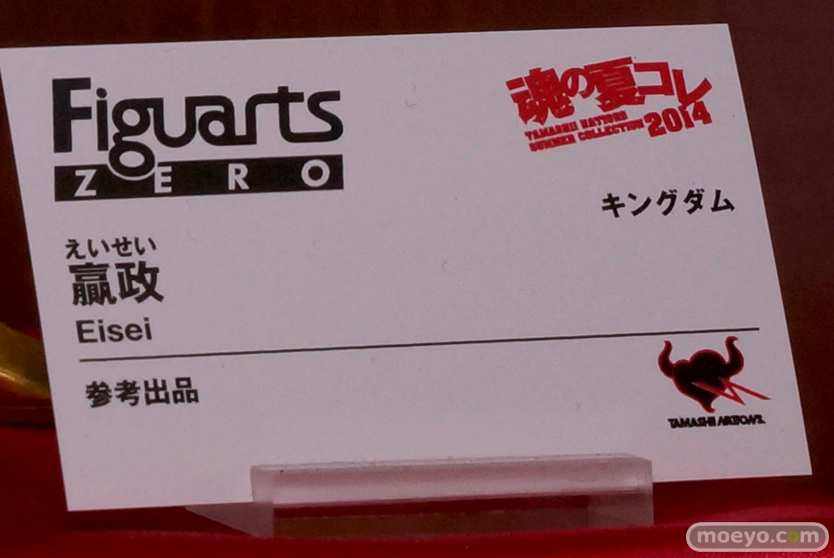 Figuarts
ZERO
魂の夏コレ
TAMASHII NATIONS
SUMMER COLLECTION 2014
キングダム
えいせい
嬴政
Eisei
参考出品
TAMASHII NATIONS
moeyo.com